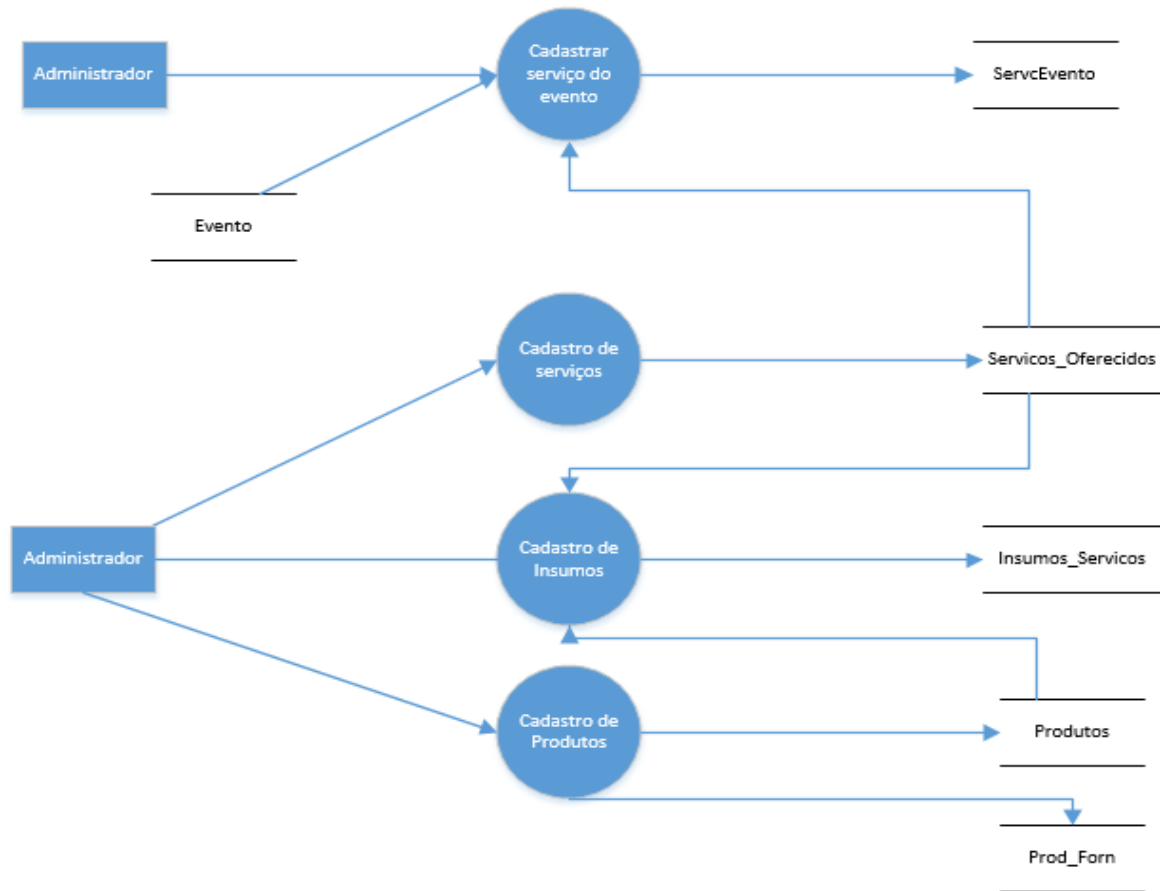 Administrador
Cadastrar
serviço do
evento
ServcEvento
Evento
Cadastro de
serviços
Servicos_Oferecidos
Administrador
Cadastro de
Insumos
Insumos_Servicos
Cadastro de
Produtos
Produtos
Prod_Forn